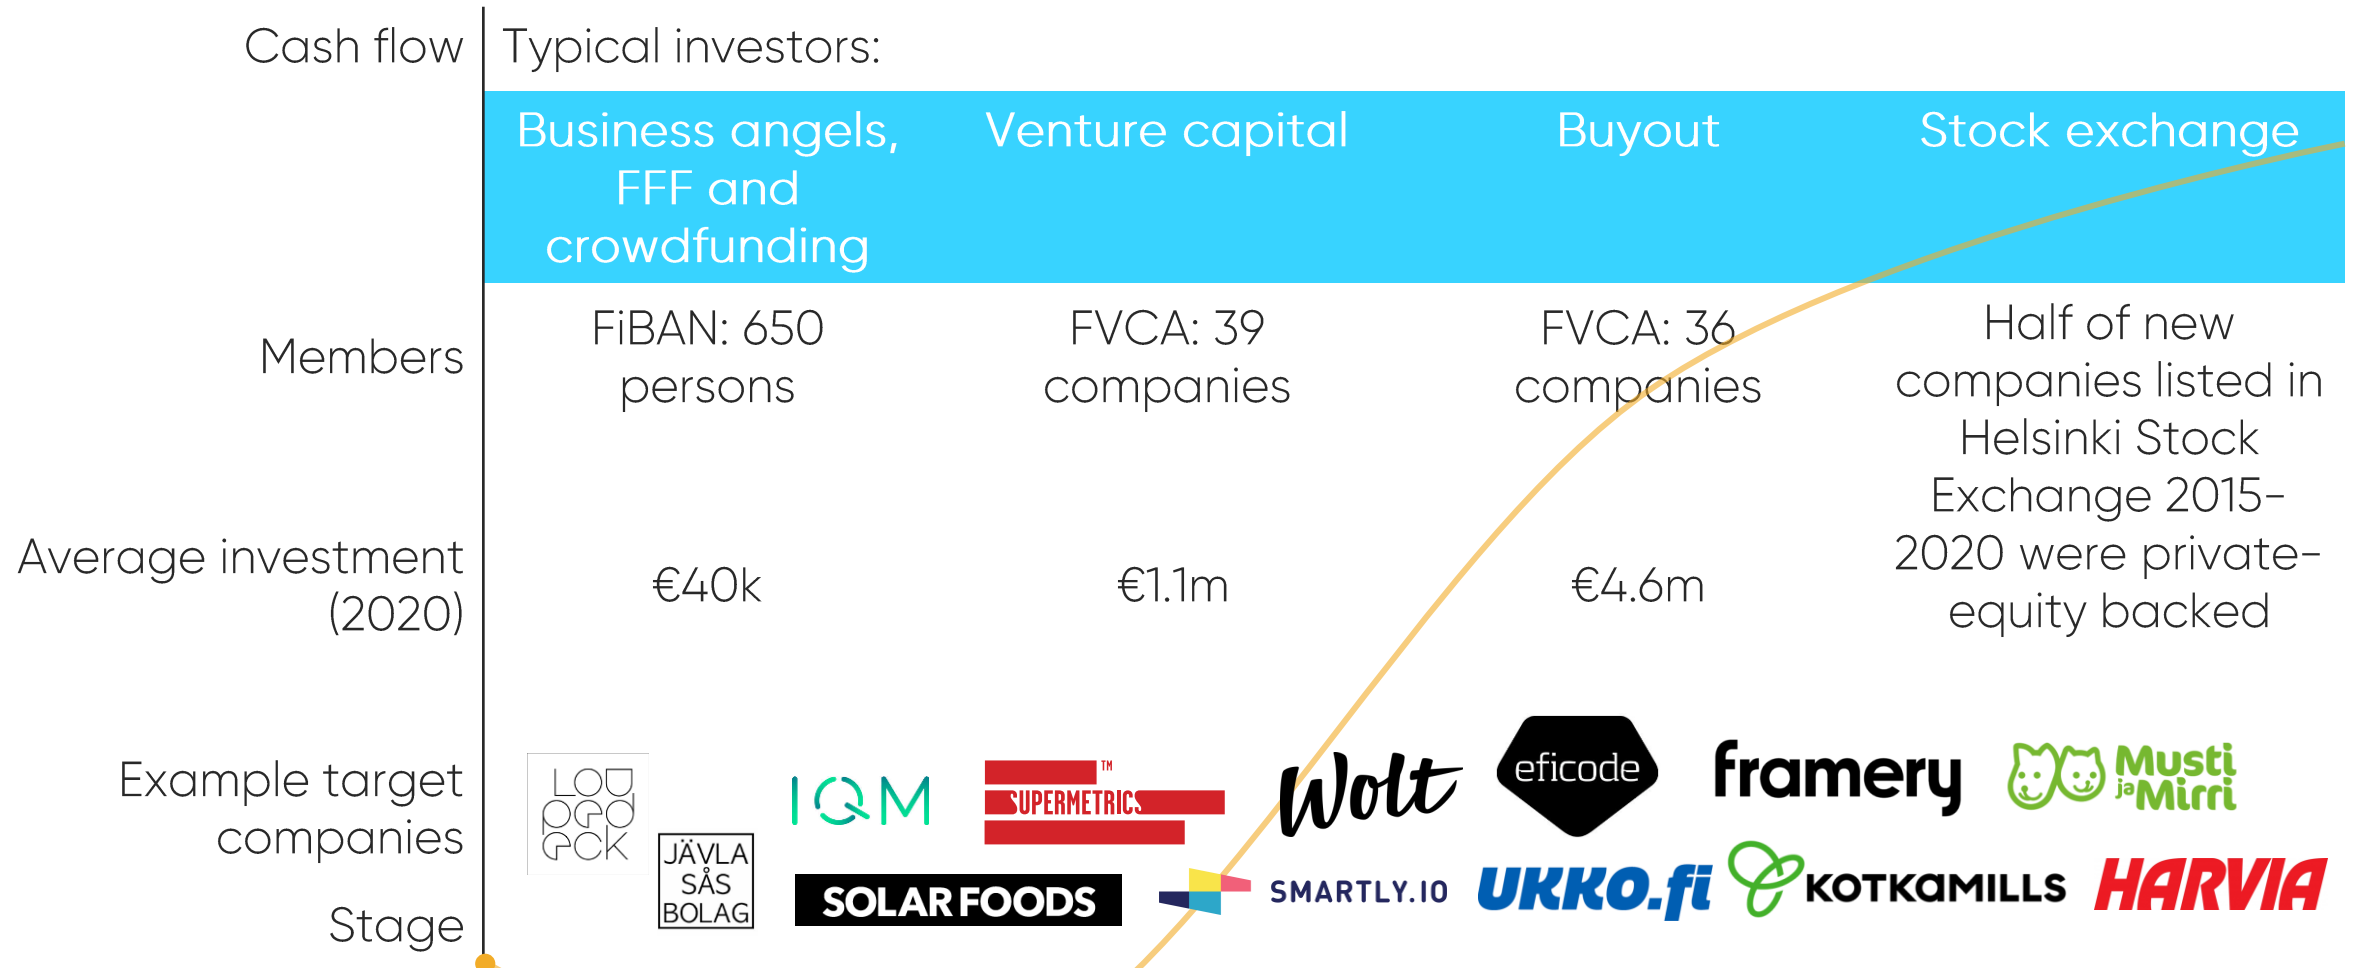 Cash flow
Typical investors:
Business angels,
FFF and
crowdfunding
Venture capital
Buyout
Stock exchange
Members
FiBAN: 650
persons
FVCA: 39
companies
FVCA: 36
companies
Half of new
companies listed in
Helsinki Stock
Exchange 2015-
2020 were private-
equity backed
Average investment
(2020)
€40k
€1.1m
€4.6m
Example target
companies
LOU
PED
ECK
JÄVLA
SÅS
BOLAG
IQM
SOLAR FOODS
SUPERMETRICS™
Wolt
SMARTLY.IO
eficode
UKKO.fi
framery
KOTKAMILLS
Musti
ja Mirri
HARVIA
Stage